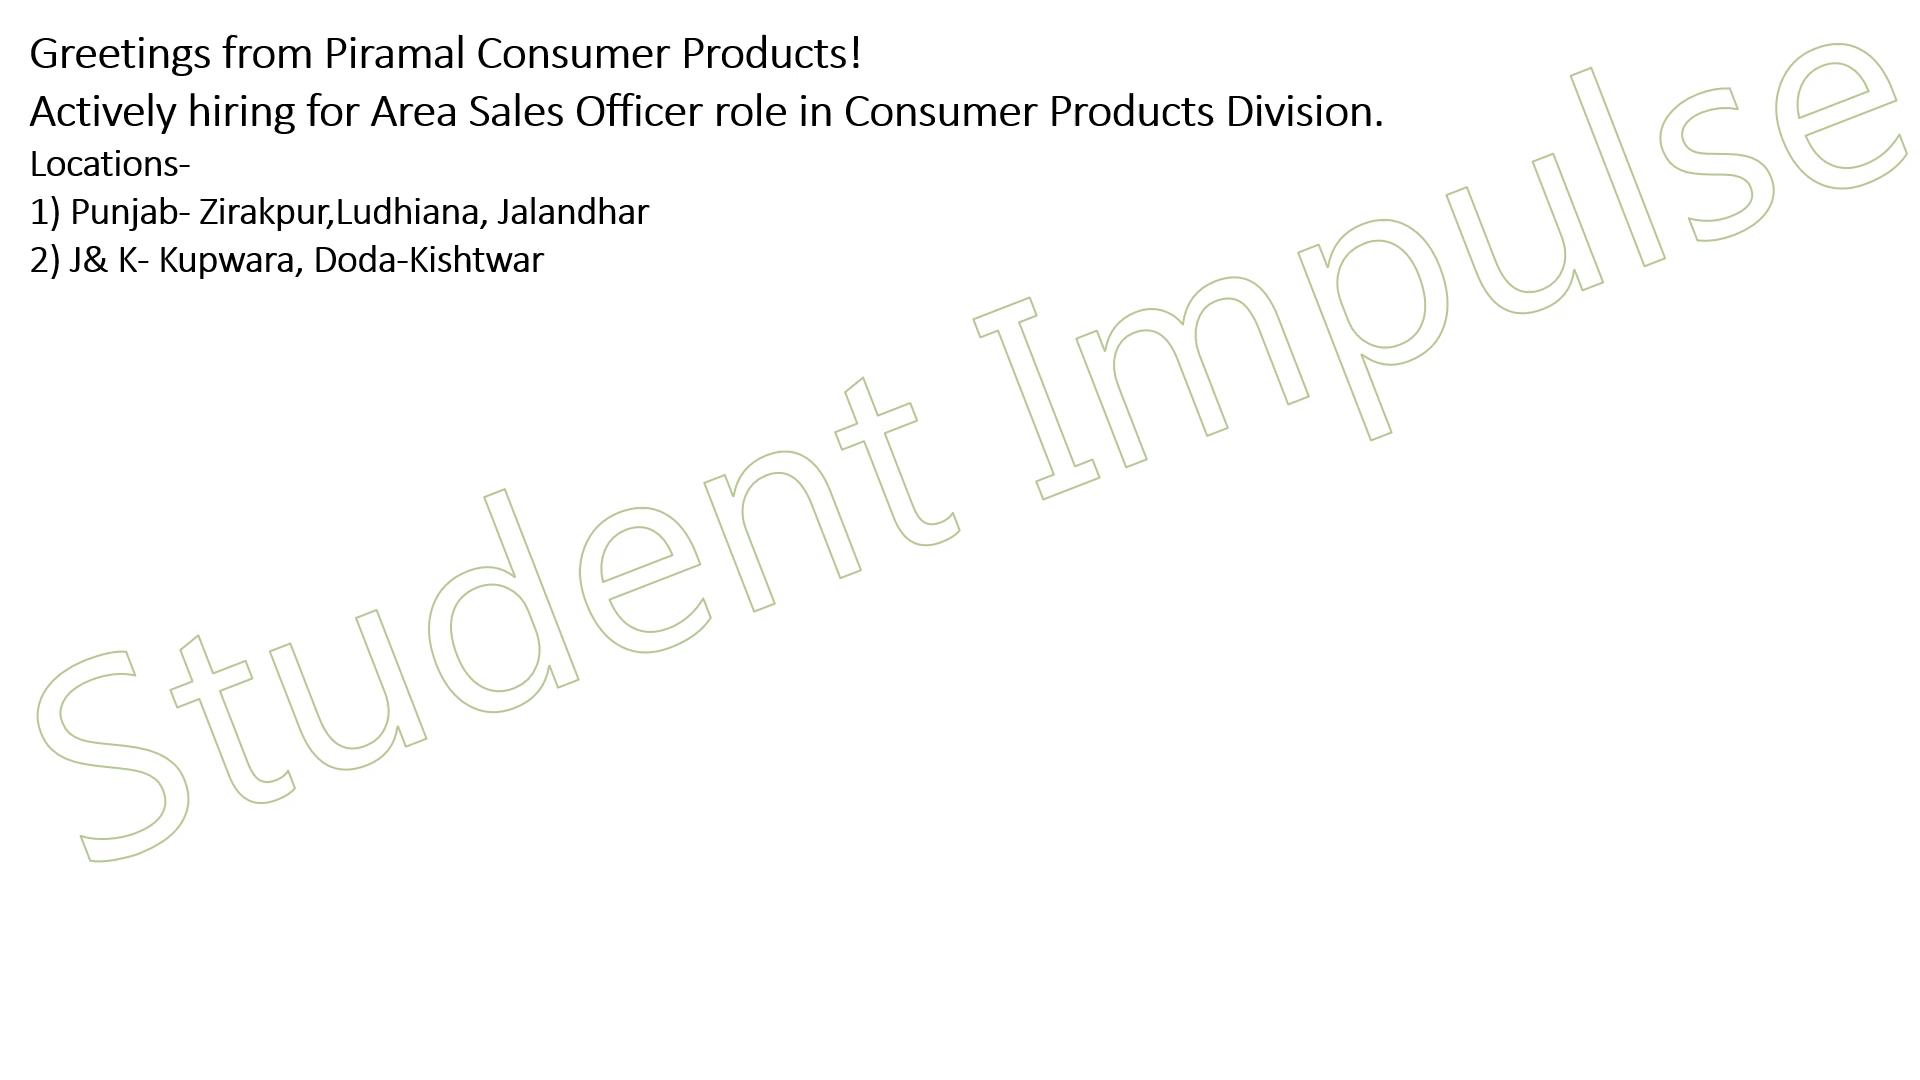 Greetings from Piramal Consumer Products!
Actively hiring for Area Sales Officer role in Consumer Products Division.
Locations-
1) Punjab- Zirakpur,Ludhiana, Jalandhar
2) J& K- Kupwara, Doda-Kishtwar
Student Impulse